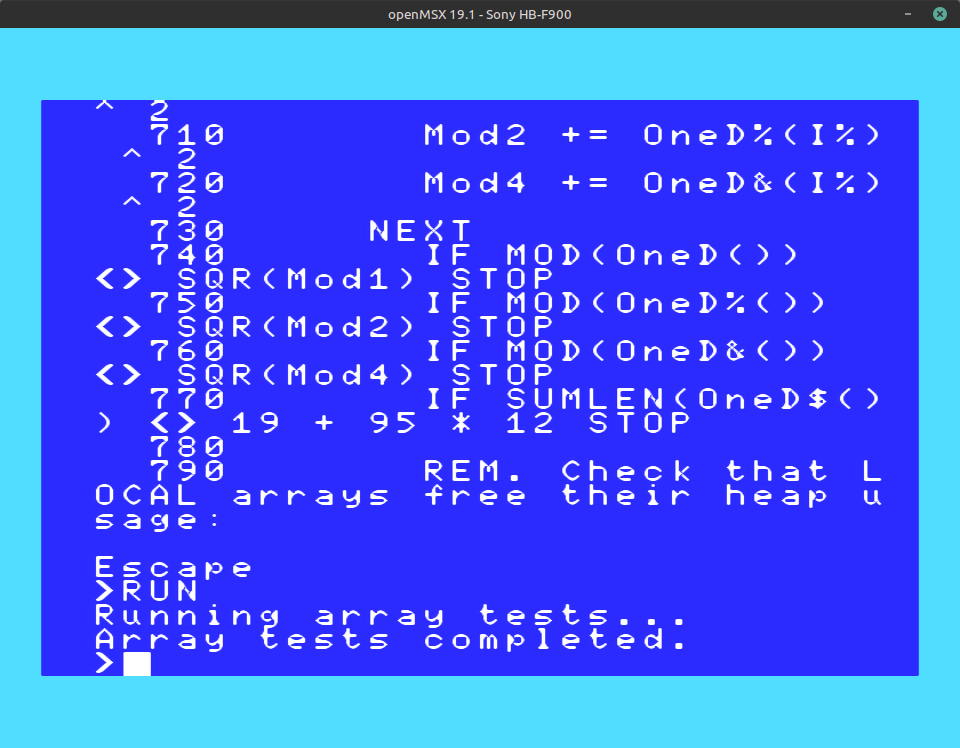 openMSX 19.1 - Sony HB-F900
^ 2
710 Mod2 += OneD%(I%)
^ 2
720 Mod4 += OneD&(I%)
^ 2
730 NEXT
740 IF MOD(OneD())
<> SQR(Mod1) STOP
750 IF MOD(OneD%())
<> SQR(Mod2) STOP
760 IF MOD(OneD&())
<> SQR(Mod4) STOP
770 IF SUMLEN(OneD$()
) <> 19 + 95 * 12 STOP
780
790 REM. Check that L
OCAL arrays free their heap u
sage:
Escape
>RUN
Running array tests...
Array tests completed.
>